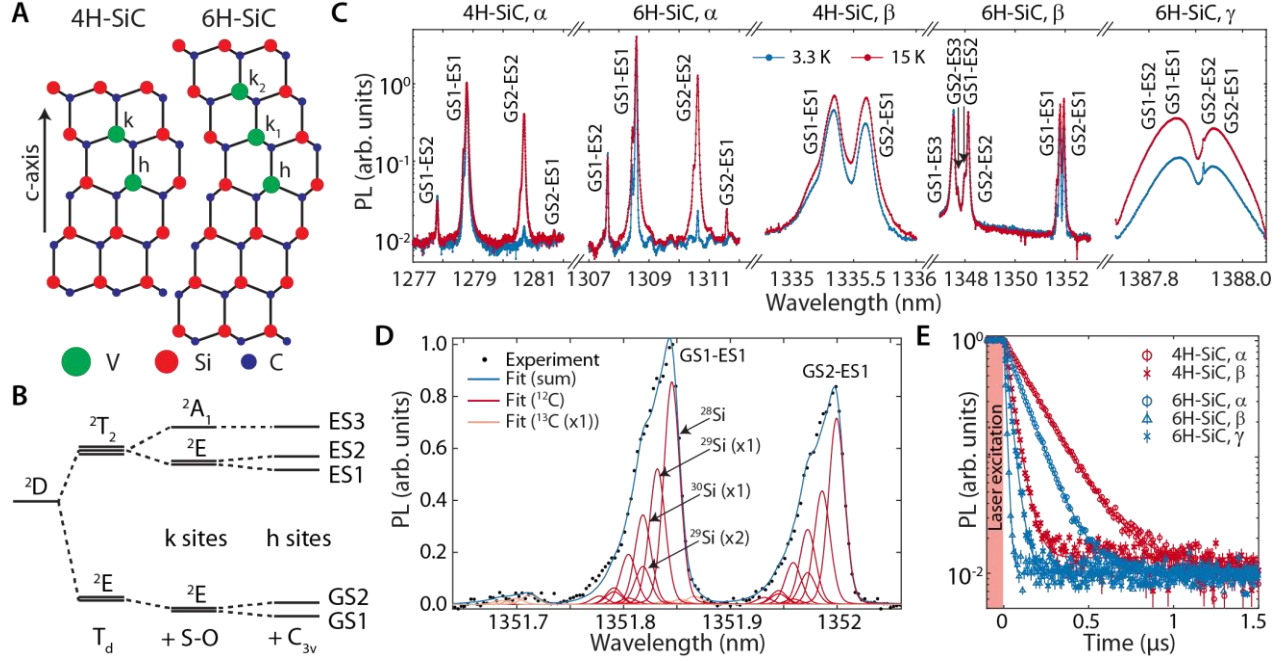 A
4H-SiC
6H-SiC
k₂
k
k₁
h
h
c-axis
V
Si
C
B
²D
²T₂
²A₁
²E
ES3
ES2
ES1
k sites
h sites
²E
²E
GS2
GS1
T_d
+ S-O
+ C₃ᵥ
C
4H-SiC, α
6H-SiC, α
4H-SiC, β
6H-SiC, β
6H-SiC, γ
3.3 K
15 K
PL (arb. units)
10⁰
10⁻¹
10⁻²
GS1-ES2
GS1-ES1
GS2-ES2
GS2-ES1
GS1-ES2
GS1-ES1
GS2-ES2
GS2-ES1
GS1-ES1
GS2-ES1
GS1-ES3
GS2-ES3
GS1-ES2
GS2-ES2
GS1-ES1
GS2-ES1
GS1-ES2
GS1-ES1
GS2-ES2
GS2-ES1
1277 1279 1281 1307 1309 1311 1335 1335.5 1336 1348 1350 1352 1387.8 1388.0
Wavelength (nm)
D
Experiment
Fit (sum)
Fit (¹²C)
Fit (¹³C (x1))
GS1-ES1
GS2-ES1
²⁸Si
²⁹Si (x1)
³⁰Si (x1)
²⁹Si (x2)
PL (arb. units)
1.0
0.8
0.6
0.4
0.2
0.0
1351.7 1351.8 1351.9 1352
Wavelength (nm)
E
4H-SiC, α
4H-SiC, β
6H-SiC, α
6H-SiC, β
6H-SiC, γ
Laser excitation
PL (arb. units)
10⁰
10⁻²
0 0.5 1 1.5
Time (µs)